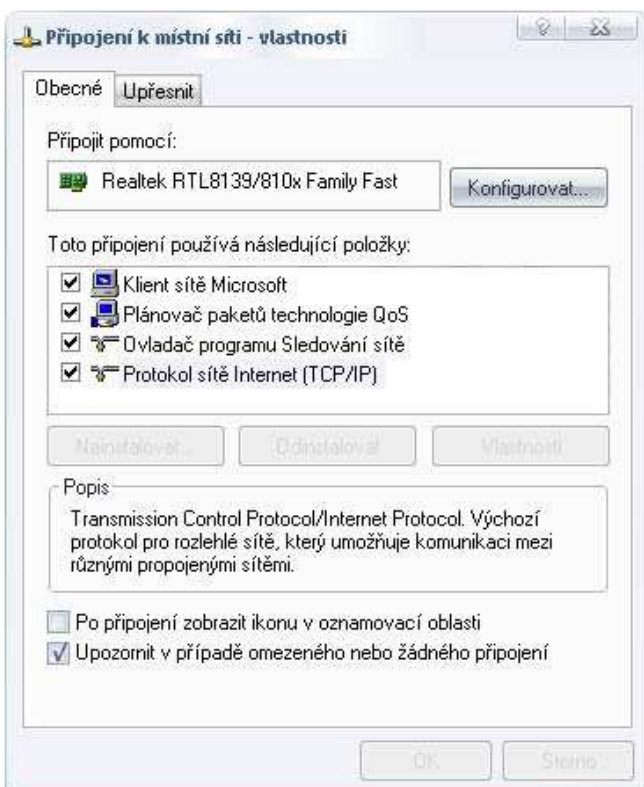 Připojení k místní síti - vlastnosti
Obecné
Upřesnit
Připojit pomocí:
Realtek RTL8139/810x Family Fast
Konfigurovat...
Toto připojení používá následující položky:
Klient sítě Microsoft
Plánovač paketů technologie QoS
Ovladač programu Sledování sítě
Protokol sítě Internet (TCP/IP)
Odinstalovat
Vlastnosti
Popis
Transmission Control Protocol/Internet Protocol. Výchozí
protokol pro rozlehlé sítě, který umožňuje komunikaci mezi
různými propojenými sítěmi.
Po připojení zobrazit ikonu v oznamovací oblasti
Upozornit v případě omezeného nebo žádného připojení
OK
Storno